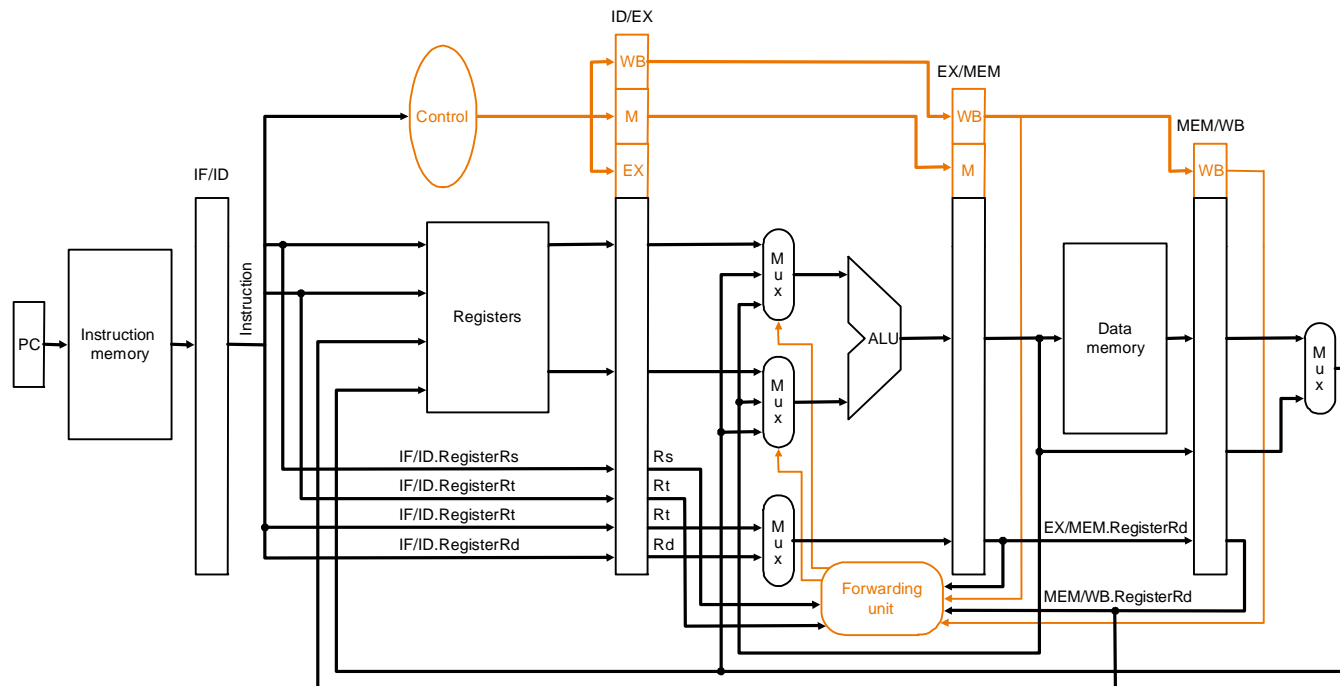 ID/EX
WB
EX/MEM
Control
M
WB
MEM/WB
IF/ID
EX
M
WB
PC
Instruction
memory
Instruction
Registers
M
u
x
ALU
M
u
x
Data
memory
M
u
x
IF/ID.RegisterRs
Rs
IF/ID.RegisterRt
Rt
IF/ID.RegisterRt
Rt
IF/ID.RegisterRd
Rd
M
u
x
EX/MEM.RegisterRd
Forwarding
unit
MEM/WB.RegisterRd